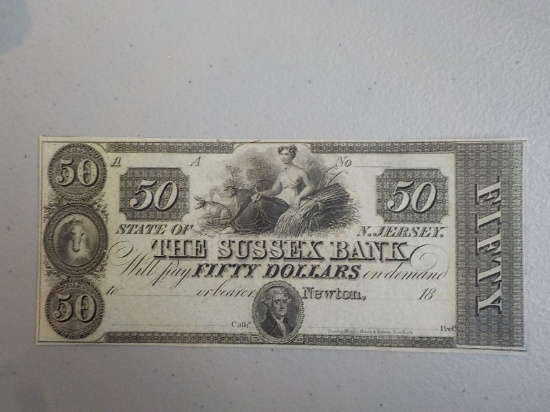 A A No
50 50 50
STATE OF N. JERSEY.
THE SUSSEX BANK
Will pay FIFTY DOLLARS on demand
to or bearer Newton, 18
50
Cash.r Pres.t
FIFTY